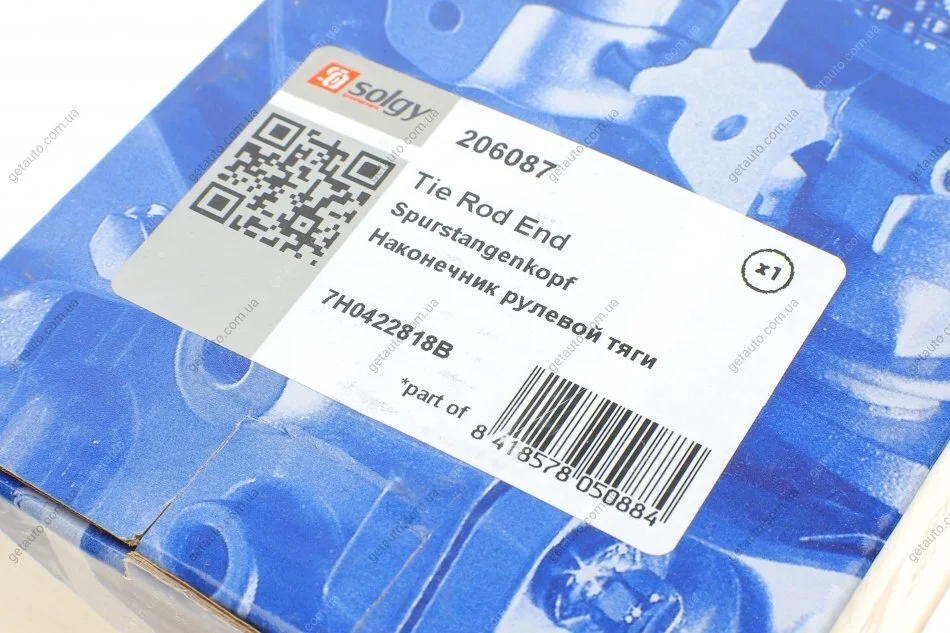 solgy
206087
Tie Rod End
Spurstangenkopf
Наконечник рулевой тяги
x1
7H0422818B
*part of
8 418578 050884
getauto.com.ua